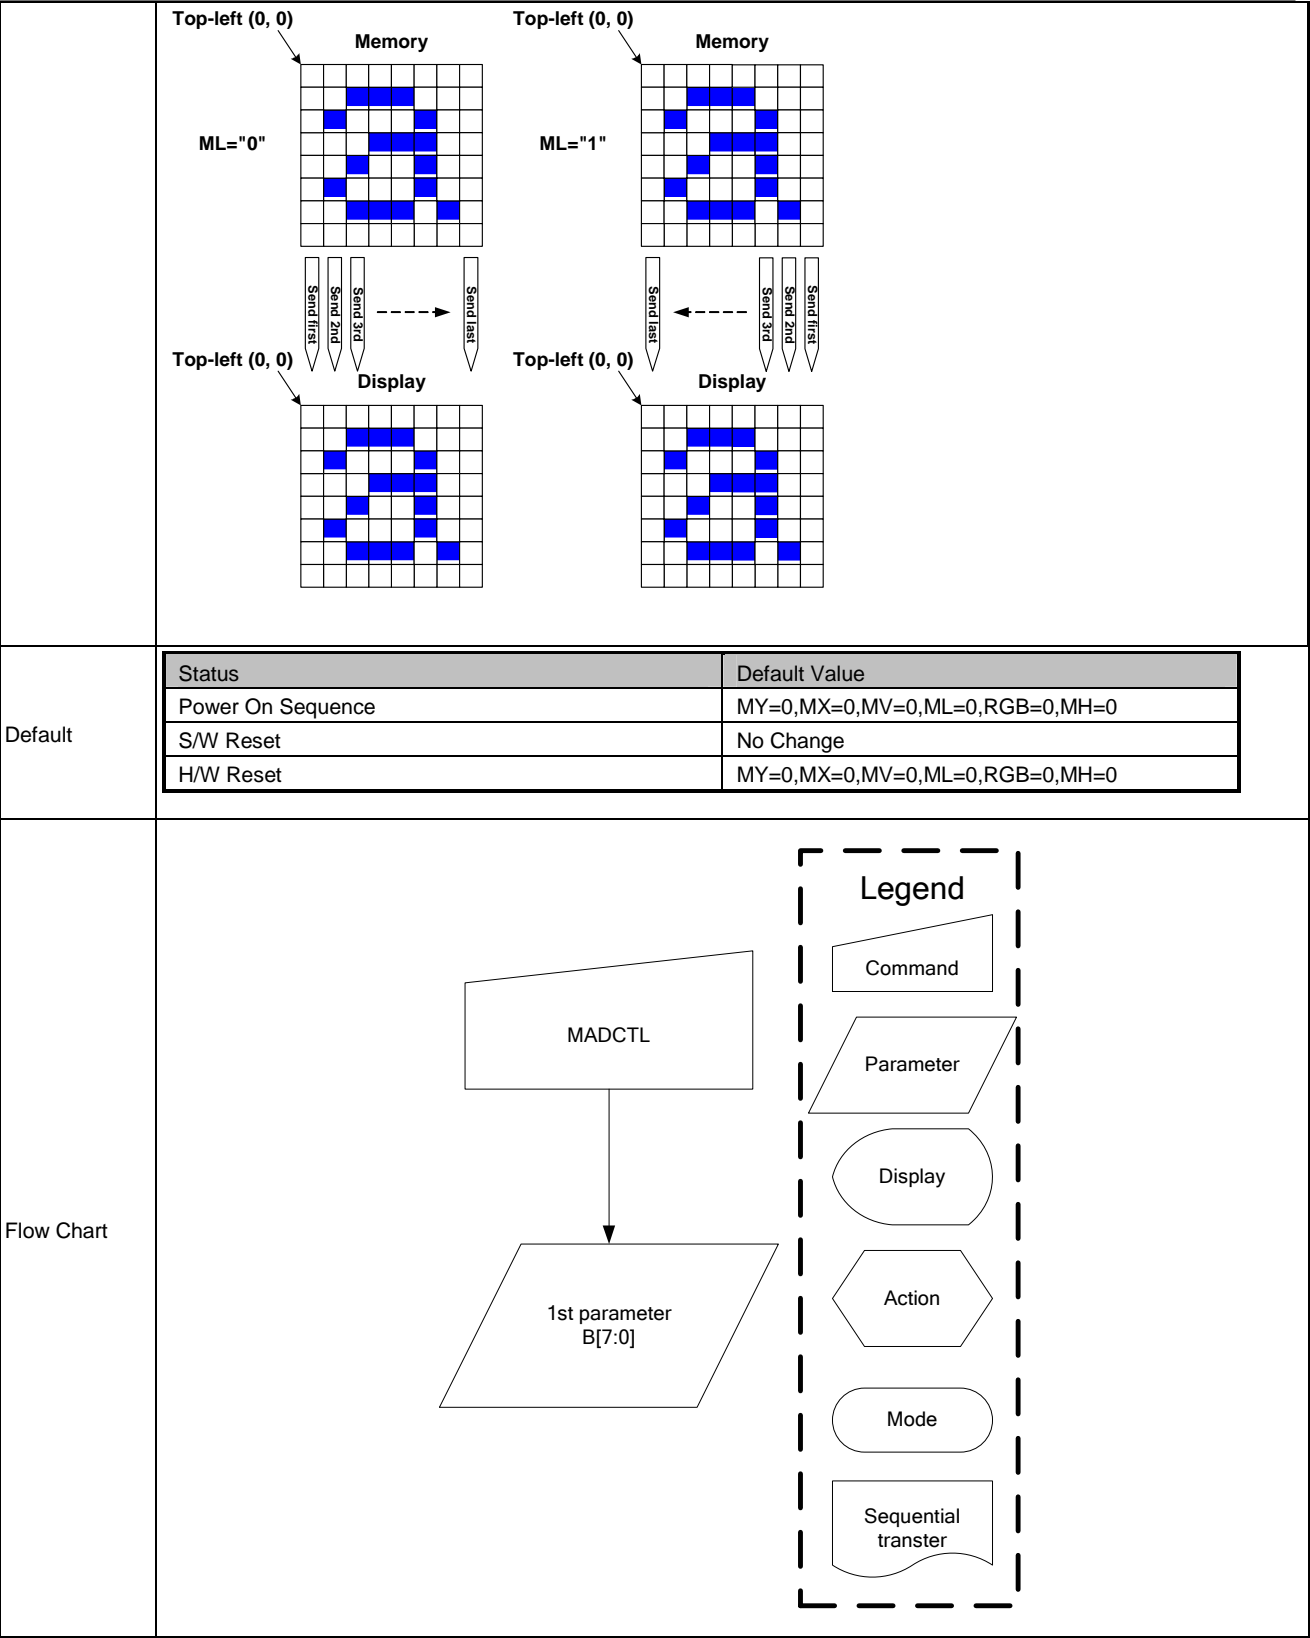 Top-left (0, 0)
Memory
ML="0"
Send first
Send 2nd
Send 3rd
Send last
Top-left (0, 0)
Display
Top-left (0, 0)
Memory
ML="1"
Send last
Send 3rd
Send 2nd
Send first
Top-left (0, 0)
Display
Default
Status Default Value
Power On Sequence MY=0,MX=0,MV=0,ML=0,RGB=0,MH=0
S/W Reset No Change
H/W Reset MY=0,MX=0,MV=0,ML=0,RGB=0,MH=0
Flow Chart
MADCTL
1st parameter
B[7:0]
Legend
Command
Parameter
Display
Action
Mode
Sequential
transter